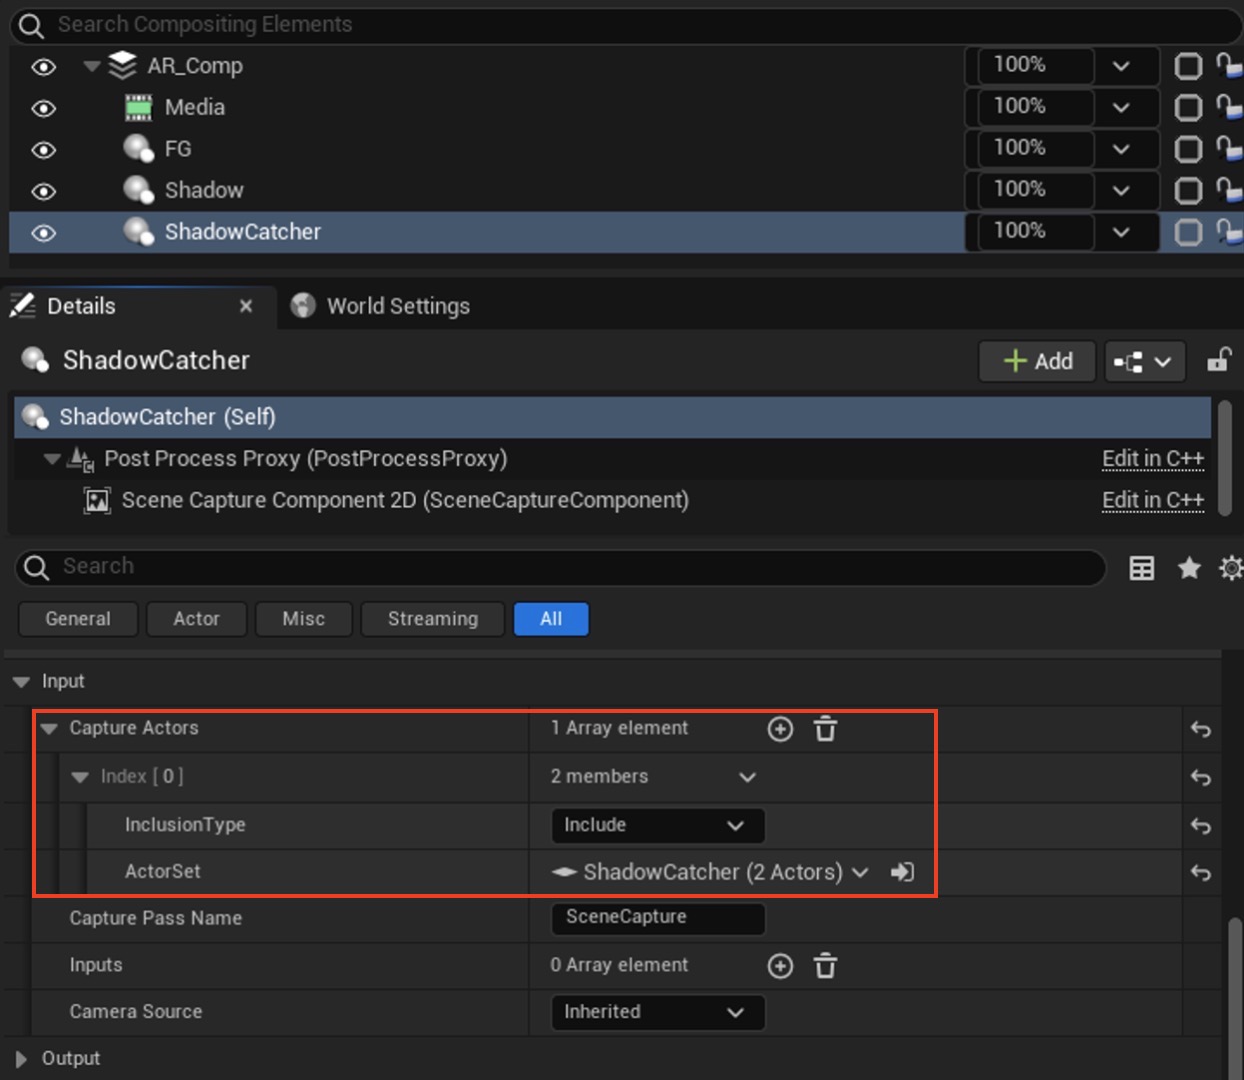 Search Compositing Elements
AR_Comp 100%
Media 100%
FG 100%
Shadow 100%
ShadowCatcher 100%
Details World Settings
ShadowCatcher Add
ShadowCatcher (Self)
Post Process Proxy (PostProcessProxy) Edit in C++
Scene Capture Component 2D (SceneCaptureComponent) Edit in C++
Search
General Actor Misc Streaming All
Input
Capture Actors 1 Array element
Index [ 0 ] 2 members
InclusionType Include
ActorSet ShadowCatcher (2 Actors)
Capture Pass Name SceneCapture
Inputs 0 Array element
Camera Source Inherited
Output